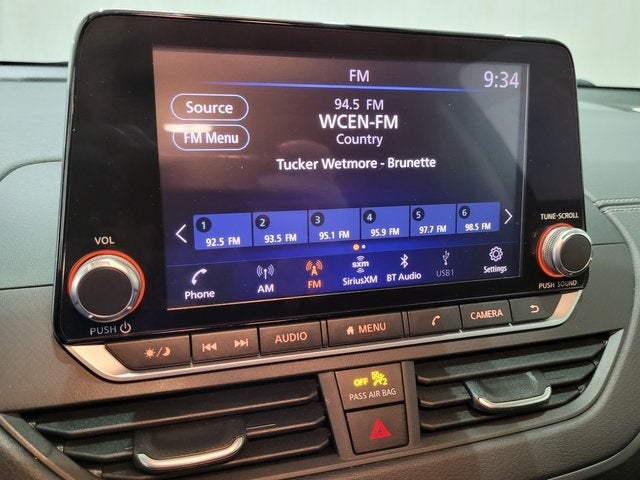 FM 9:34
Source
94.5 FM
WCEN-FM
FM Menu
Country
Tucker Wetmore - Brunette
1 2 3 4 5 6
92.5 FM 93.5 FM 95.1 FM 95.9 FM 97.7 FM 98.5 FM
sxm
Phone AM FM SiriusXM BT Audio USB1 Settings
VOL
PUSH
TUNE·SCROLL
PUSH SOUND
AUDIO MENU CAMERA
OFF 2
PASS AIR BAG